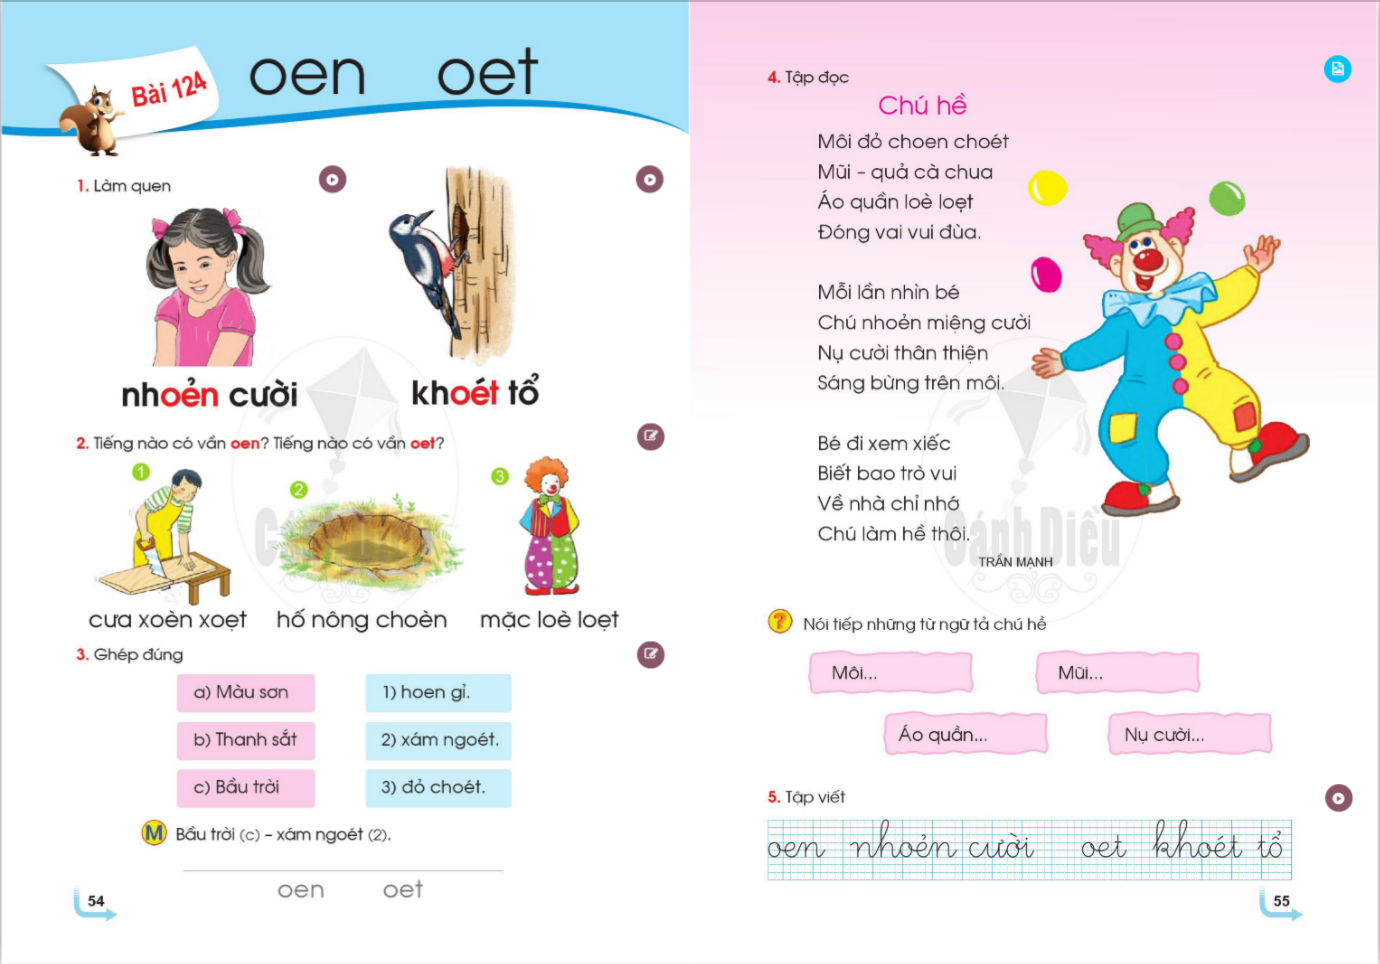 Bài 124
oen oet
1. Làm quen
nhoẻn cười
khoét tổ
2. Tiếng nào có vần oen? Tiếng nào có vần oet?
1
2
3
cưa xoèn xoẹt
hố nông choèn
mặc loè loẹt
3. Ghép đúng
a) Màu sơn
1) hoen gỉ.
b) Thanh sắt
2) xám ngoét.
c) Bầu trời
3) đỏ choét.
M Bầu trời (c) – xám ngoét (2).
oen oet
54
4. Tập đọc
Chú hề
Môi đỏ choen choét
Mũi – quả cà chua
Áo quần loè loẹt
Đóng vai vui đùa.
Mỗi lần nhìn bé
Chú nhoẻn miệng cười
Nụ cười thân thiện
Sáng bừng trên môi.
Bé đi xem xiếc
Biết bao trò vui
Về nhà chỉ nhớ
Chú làm hề thôi.
TRẦN MẠNH
? Nói tiếp những từ ngữ tả chú hề
Môi...
Mũi...
Áo quần...
Nụ cười...
5. Tập viết
oen nhoẻn cười oet khoét tổ
55
Cánh Diều
Cánh Diều